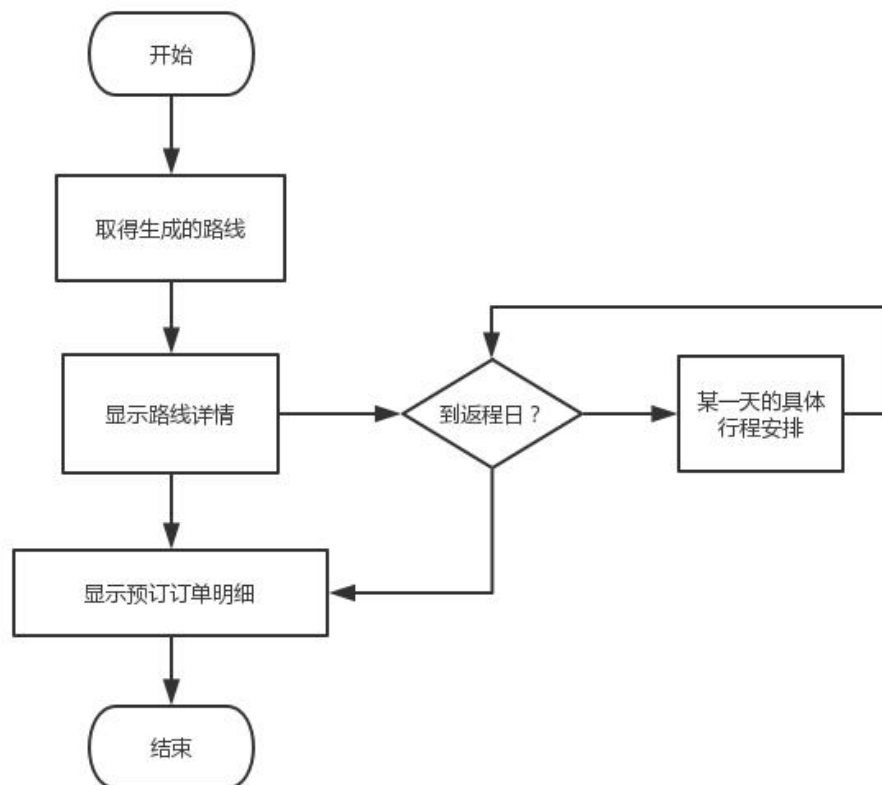 开始
取得生成的路线
显示路线详情
到返程日？
某一天的具体
行程安排
显示预订订单明细
结束